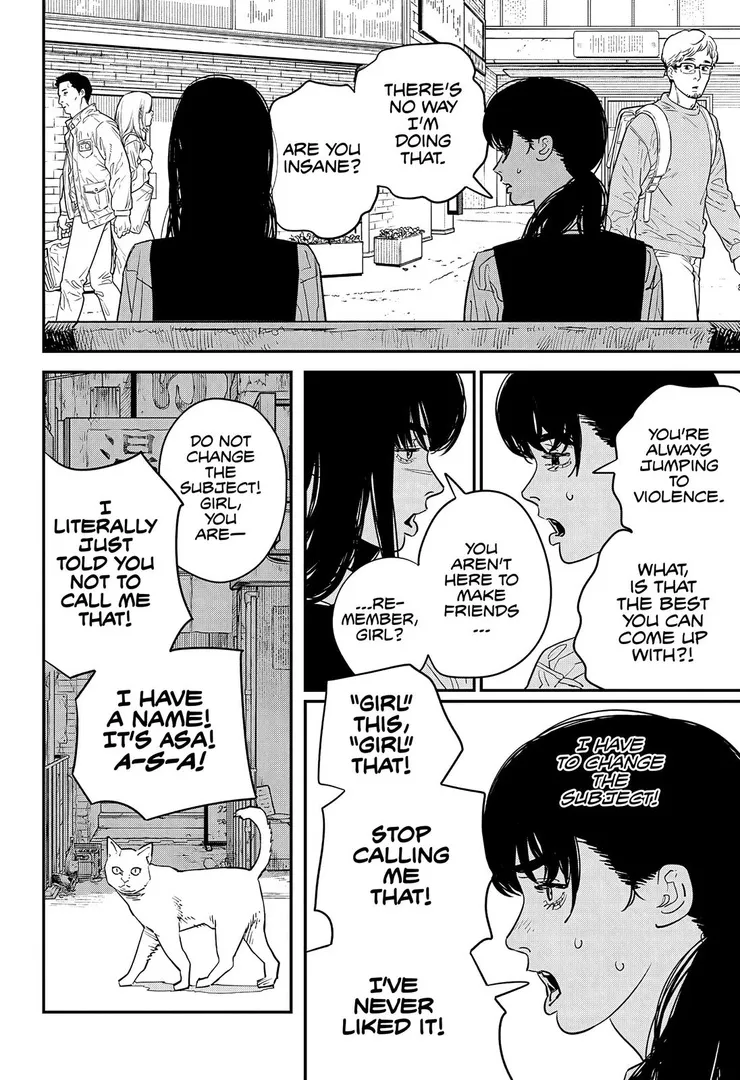 THERE'S
NO WAY
I'M
DOING
THAT.
ARE YOU
INSANE?
YOU'RE
ALWAYS
JUMPING
TO
VIOLENCE.
WHAT,
IS THAT
THE BEST
YOU CAN
COME UP
WITH?!
YOU
AREN'T
HERE TO
MAKE
FRIENDS
...
...RE-
MEMBER,
GIRL?
I HAVE
TO CHANGE
THE
SUBJECT!
"GIRL"
THIS,
"GIRL"
THAT!
STOP
CALLING
ME
THAT!
I'VE
NEVER
LIKED IT!
DO NOT
CHANGE
THE
SUBJECT!
GIRL,
YOU
ARE—
I
LITERALLY
JUST
TOLD YOU
NOT TO
CALL ME
THAT!
I HAVE
A NAME!
IT'S ASA!
A-S-A!